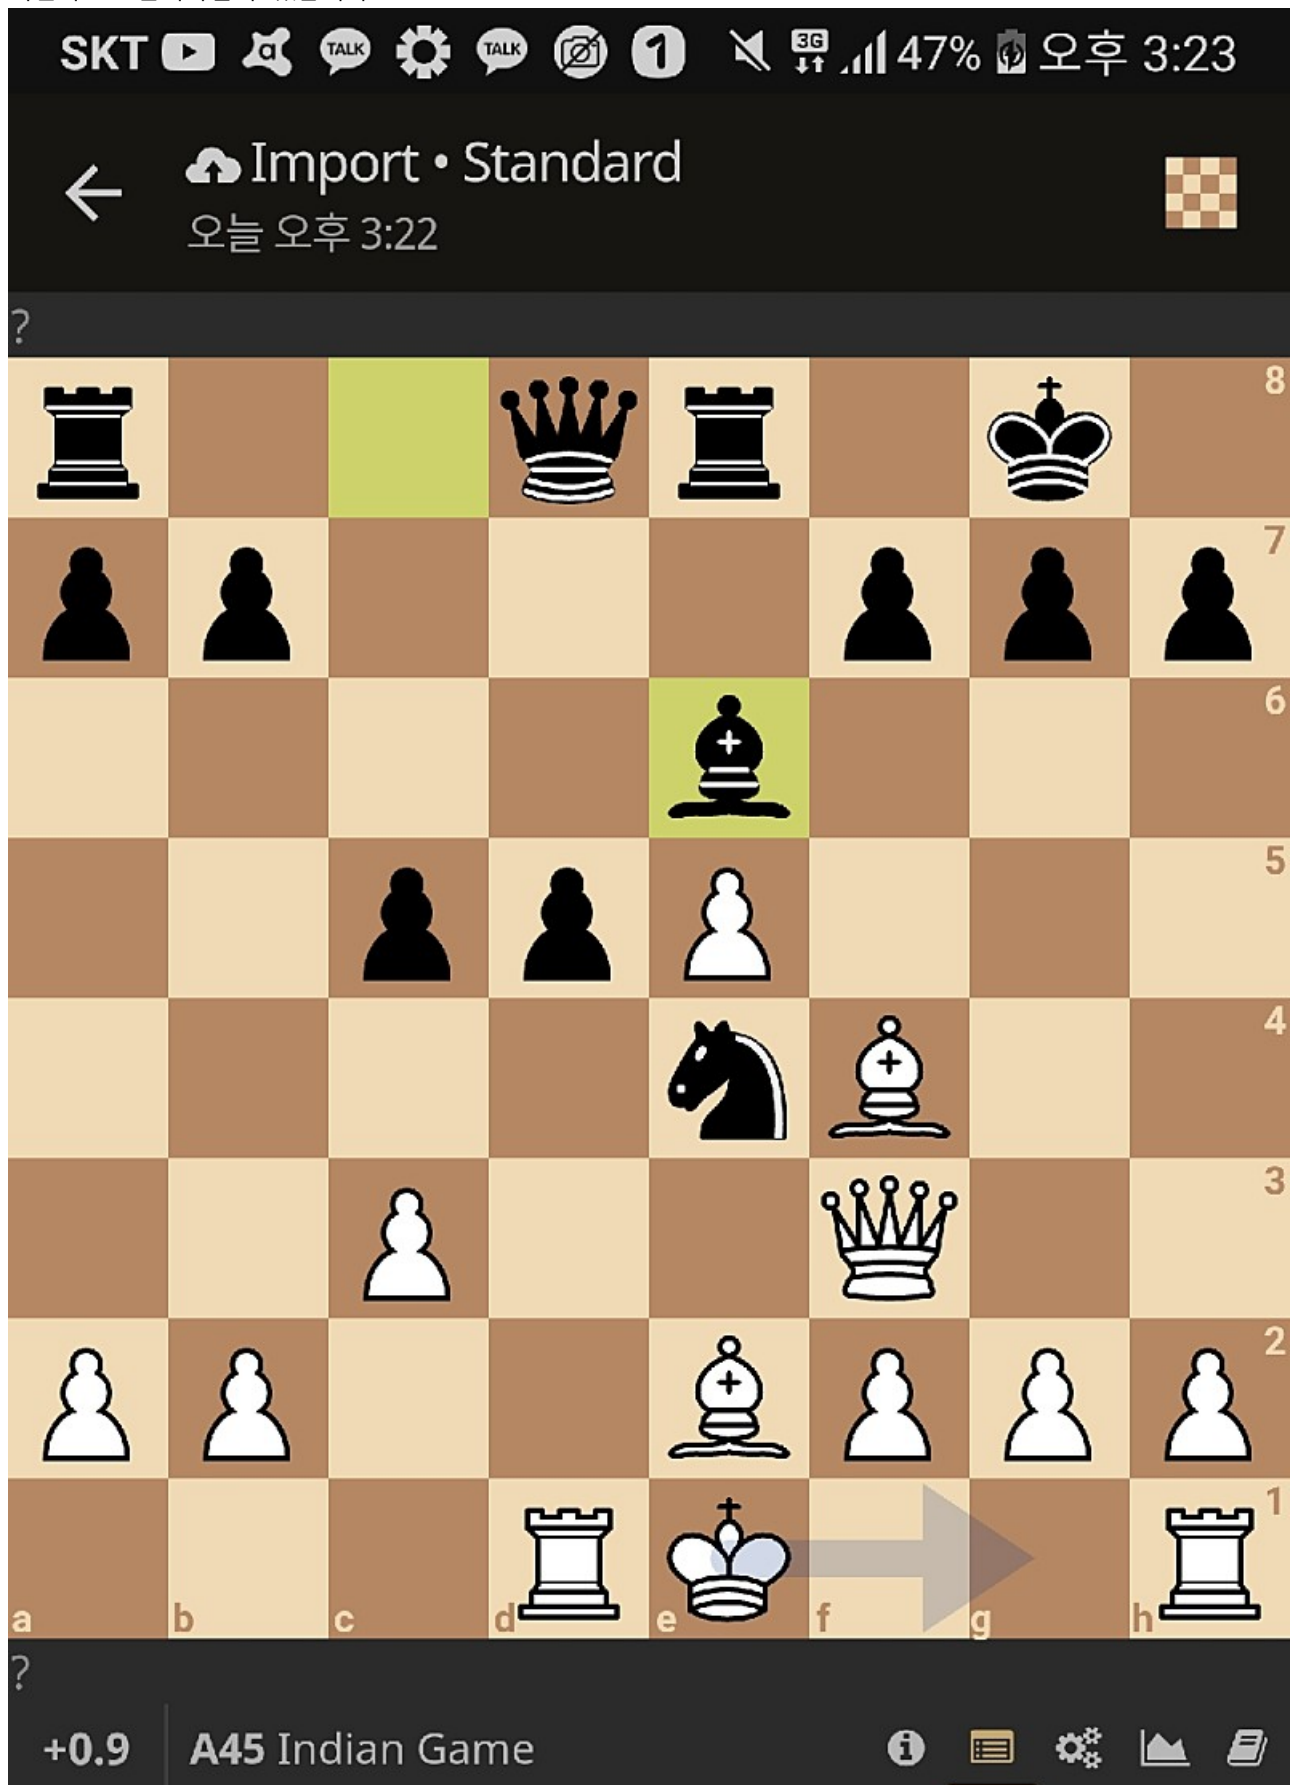 SKT TALK TALK 1 3G 47% 오후 3:23
Import • Standard
오늘 오후 3:22
?
8
7
6
5
4
3
2
1
a b c d e f g h
?
+0.9 A45 Indian Game